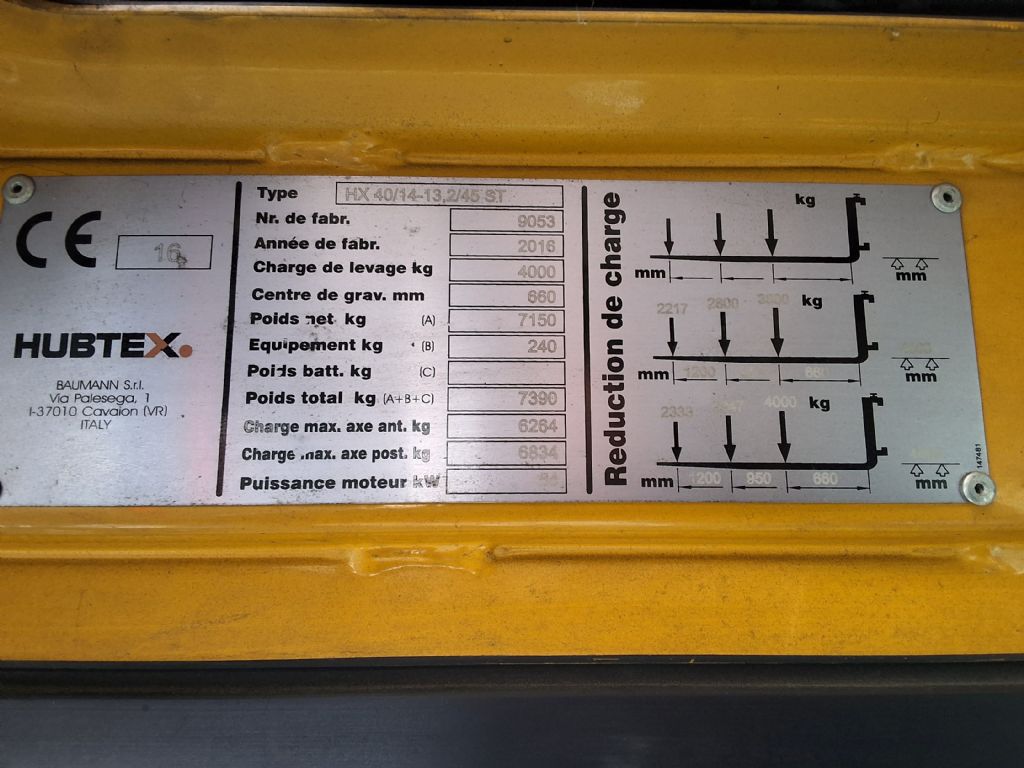 CE 16
HUBTEX.
BAUMANN S.r.l.
Via Palesega, 1
I-37010 Cavaion (VR)
ITALY
Type HX 40/14-13,2/45 ST
Nr. de fabr. 9053
Année de fabr. 2016
Charge de levage kg 4000
Centre de grav. mm 660
Poids net kg (A) 7150
Equipement kg (B) 240
Poids batt. kg (C)
Poids total kg (A+B+C) 7390
Charge max. axe ant. kg 6264
Charge max. axe post. kg 6834
Puissance moteur kW
Reduction de charge
kg
mm mm
2217 2800 kg
mm 1200 660 mm
2333 4000 kg
mm 1200 950 660 mm
147481